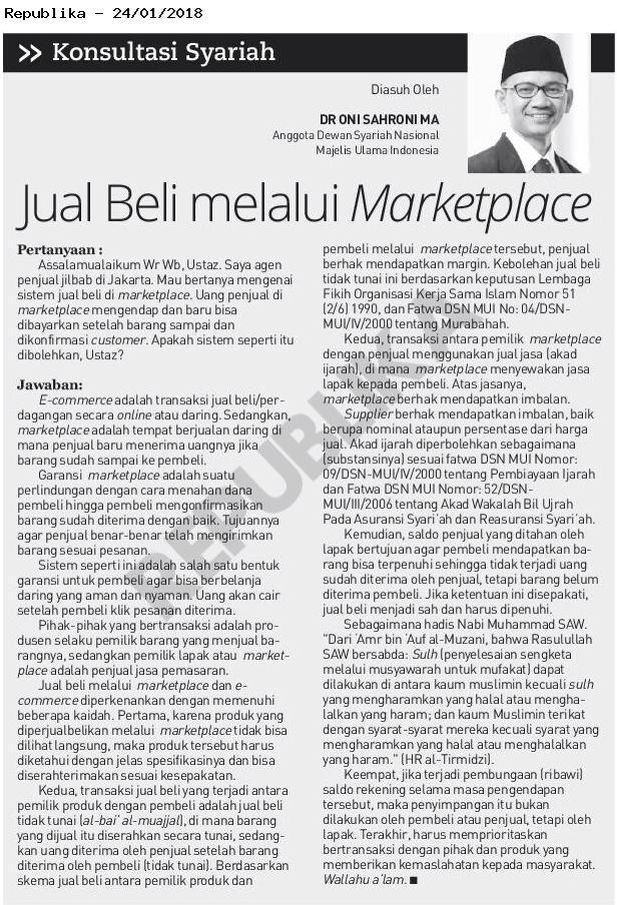 Republika - 24/01/2018
>> Konsultasi Syariah
Diasuh Oleh
DR ONI SAHRONI MA
Anggota Dewan Syariah Nasional
Majelis Ulama Indonesia
Jual Beli melalui Marketplace
Pertanyaan :
Assalamualaikum Wr Wb, Ustaz. Saya agen
penjual jilbab di Jakarta. Mau bertanya mengenai
sistem jual beli di marketplace. Uang penjual di
marketplace mengendap dan baru bisa
dibayarkan setelah barang sampai dan
dikonfirmasi customer. Apakah sistem seperti itu
dibolehkan, Ustaz?
Jawaban:
E-commerce adalah transaksi jual beli/per-
dagangan secara online atau daring. Sedangkan,
marketplace adalah tempat berjualan daring di
mana penjual baru menerima uangnya jika
barang sudah sampai ke pembeli.
Garansi marketplace adalah suatu
perlindungan dengan cara menahan dana
pembeli hingga pembeli mengonfirmasikan
barang sudah diterima dengan baik. Tujuannya
agar penjual benar-benar telah mengirimkan
barang sesuai pesanan.
Sistem seperti ini adalah salah satu bentuk
garansi untuk pembeli agar bisa berbelanja
daring yang aman dan nyaman. Uang akan cair
setelah pembeli klik pesanan diterima.
Pihak-pihak yang bertransaksi adalah pro-
dusen selaku pemilik barang yang menjual ba-
rangnya, sedangkan pemilik lapak atau market-
place adalah penjual jasa pemasaran.
Jual beli melalui marketplace dan e-
commerce diperkenankan dengan memenuhi
beberapa kaidah. Pertama, karena produk yang
diperjualbelikan melalui marketplace tidak bisa
dilihat langsung, maka produk tersebut harus
diketahui dengan jelas spesifikasinya dan bisa
diserahterimakan sesuai kesepakatan.
Kedua, transaksi jual beli yang terjadi antara
pemilik produk dengan pembeli adalah jual beli
tidak tunai (al-bai' al-muajjal), di mana barang
yang dijual itu diserahkan secara tunai, sedang-
kan uang diterima oleh penjual setelah barang
diterima oleh pembeli (tidak tunai). Berdasarkan
skema jual beli antara pemilik produk dan
pembeli melalui marketplace tersebut, penjual
berhak mendapatkan margin. Kebolehan jual beli
tidak tunai ini berdasarkan keputusan Lembaga
Fikih Organisasi Kerja Sama Islam Nomor 51
(2/6) 1990, dan Fatwa DSN MUI No: 04/DSN-
MUI/IV/2000 tentang Murabahah.
Kedua, transaksi antara pemilik marketplace
dengan penjual menggunakan jual jasa (akad
ijarah), di mana marketplace menyewakan jasa
lapak kepada pembeli. Atas jasanya,
marketplace berhak mendapatkan imbalan.
Supplier berhak mendapatkan imbalan, baik
berupa nominal ataupun persentase dari harga
jual. Akad ijarah diperbolehkan sebagaimana
(substansinya) sesuai fatwa DSN MUI Nomor:
09/DSN-MUI/IV/2000 tentang Pembiayaan Ijarah
dan Fatwa DSN MUI Nomor: 52/DSN-
MUI/III/2006 tentang Akad Wakalah Bil Ujrah
Pada Asuransi Syari'ah dan Reasuransi Syari'ah.
Kemudian, saldo penjual yang ditahan oleh
lapak bertujuan agar pembeli mendapatkan ba-
rang bisa terpenuhi sehingga tidak terjadi uang
sudah diterima oleh penjual, tetapi barang belum
diterima pembeli. Jika ketentuan ini disepakati,
jual beli menjadi sah dan harus dipenuhi.
Sebagaimana hadis Nabi Muhammad SAW.
"Dari 'Amr bin 'Auf al-Muzani, bahwa Rasulullah
SAW bersabda: Sulh (penyelesaian sengketa
melalui musyawarah untuk mufakat) dapat
dilakukan di antara kaum muslimin kecuali sulh
yang mengharamkan yang halal atau mengha-
lalkan yang haram; dan kaum Muslimin terikat
dengan syarat-syarat mereka kecuali syarat yang
mengharamkan yang halal atau menghalalkan
yang haram." (HR al-Tirmidzi).
Keempat, jika terjadi pembungaan (ribawi)
saldo rekening selama masa pengendapan
tersebut, maka penyimpangan itu bukan
dilakukan oleh pembeli atau penjual, tetapi oleh
lapak. Terakhir, harus memprioritaskan
bertransaksi dengan pihak dan produk yang
memberikan kemaslahatan kepada masyarakat.
Wallahu a'lam. ■
REPUBLIKA